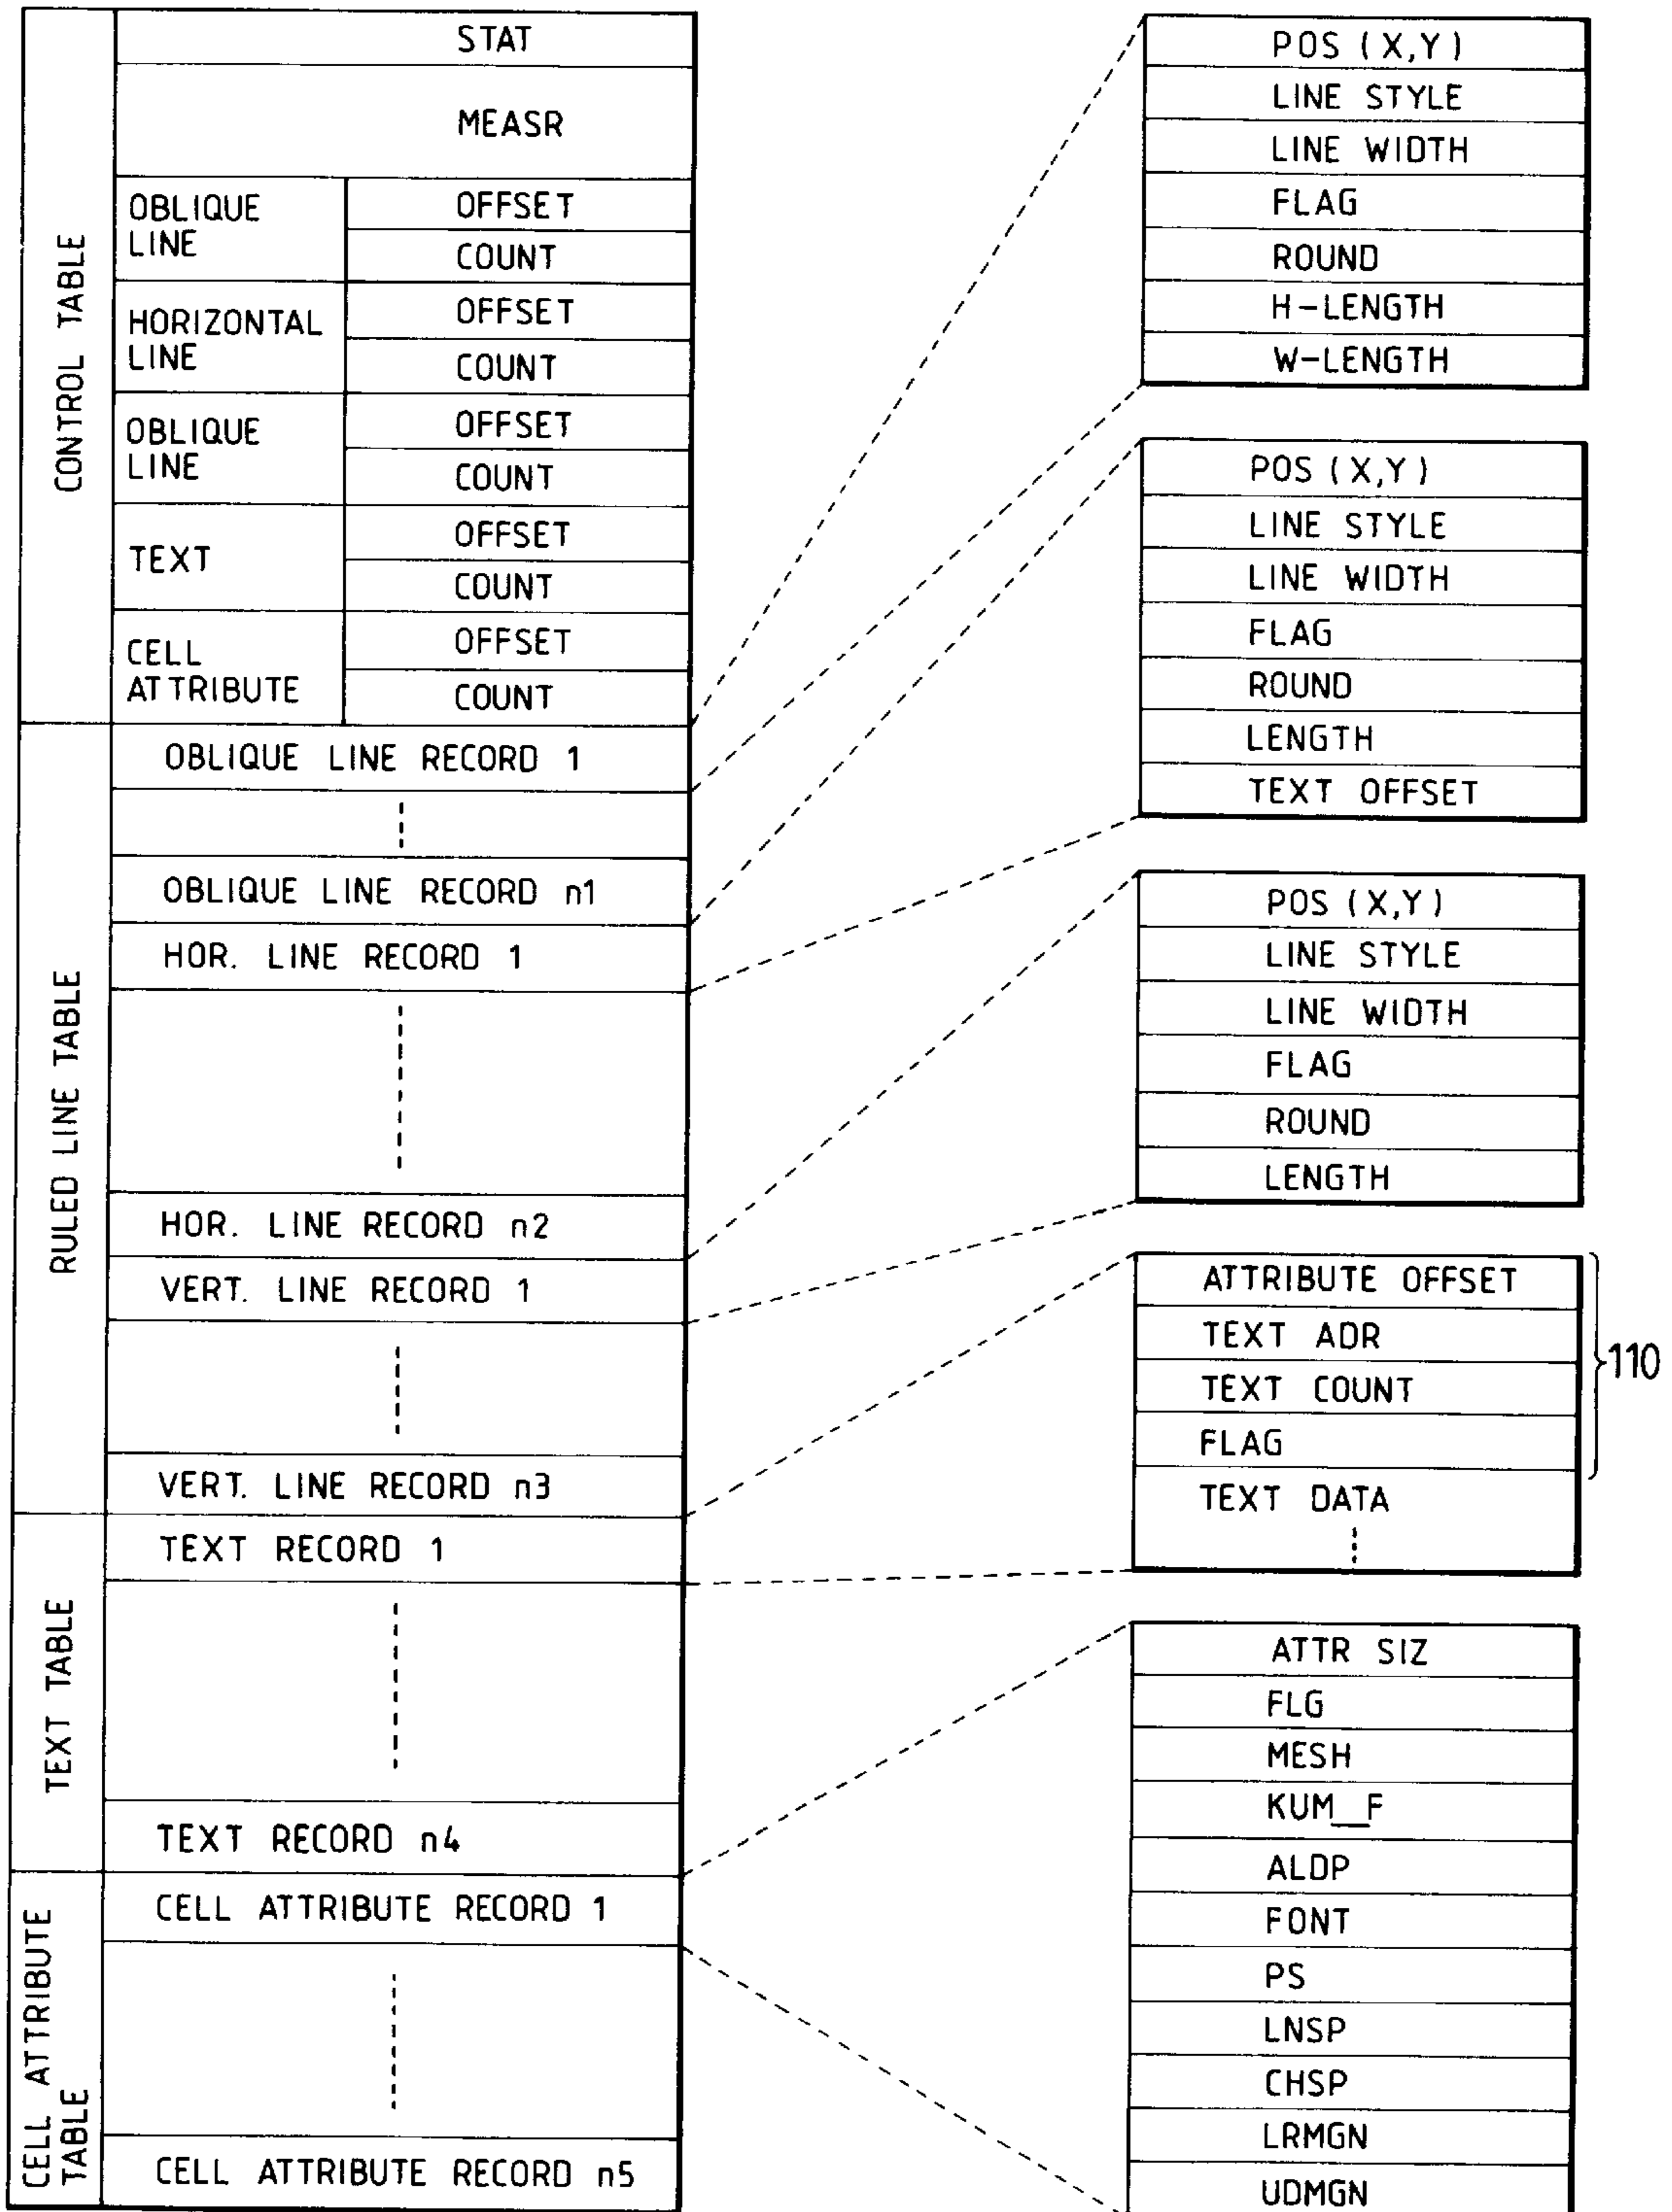 CONTROL TABLE
STAT
MEASR
OBLIQUE
LINE
OFFSET
COUNT
HORIZONTAL
LINE
OFFSET
COUNT
OBLIQUE
LINE
OFFSET
COUNT
TEXT
OFFSET
COUNT
CELL
ATTRIBUTE
OFFSET
COUNT
RULED LINE TABLE
OBLIQUE LINE RECORD 1
OBLIQUE LINE RECORD n1
HOR. LINE RECORD 1
HOR. LINE RECORD n2
VERT. LINE RECORD 1
VERT. LINE RECORD n3
TEXT TABLE
TEXT RECORD 1
TEXT RECORD n4
CELL ATTRIBUTE
TABLE
CELL ATTRIBUTE RECORD 1
CELL ATTRIBUTE RECORD n5
POS (X,Y)
LINE STYLE
LINE WIDTH
FLAG
ROUND
H-LENGTH
W-LENGTH
POS (X,Y)
LINE STYLE
LINE WIDTH
FLAG
ROUND
LENGTH
TEXT OFFSET
POS (X,Y)
LINE STYLE
LINE WIDTH
FLAG
ROUND
LENGTH
ATTRIBUTE OFFSET
TEXT ADR
TEXT COUNT
FLAG
TEXT DATA
110
ATTR SIZ
FLG
MESH
KUM_F
ALDP
FONT
PS
LNSP
CHSP
LRMGN
UDMGN